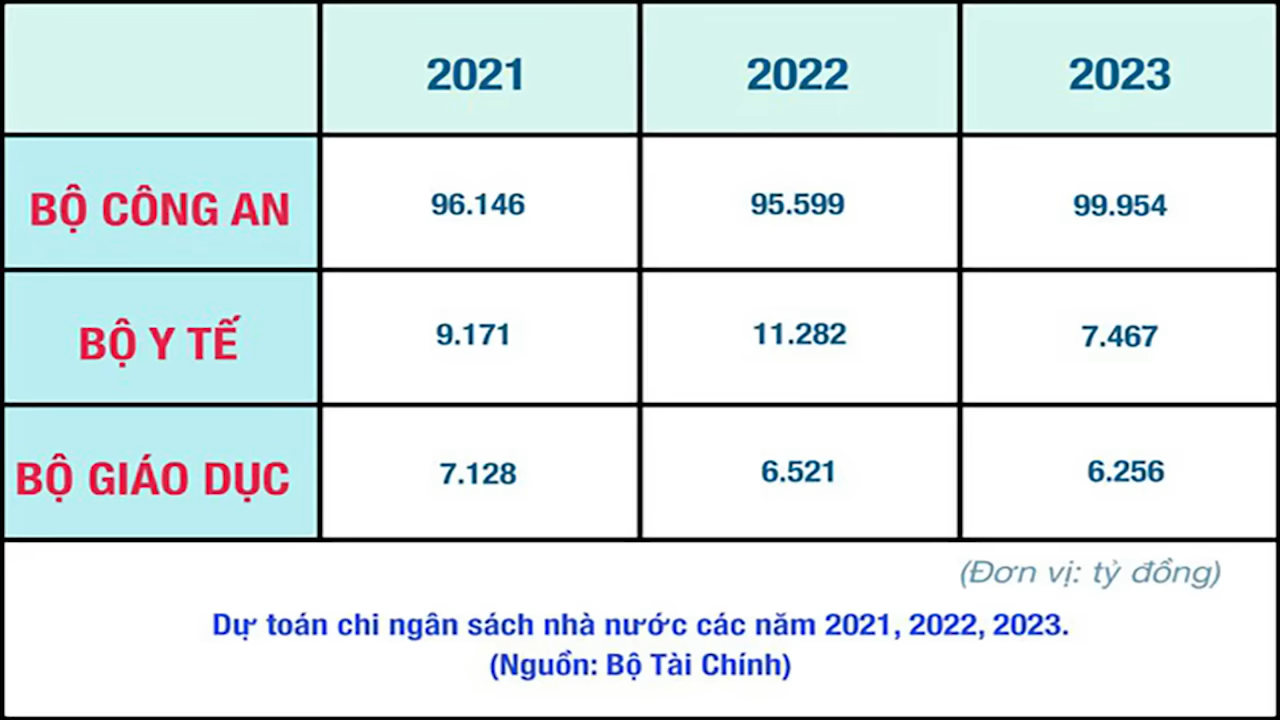 2021 2022 2023
BỘ CÔNG AN 96.146 95.599 99.954
BỘ Y TẾ 9.171 11.282 7.467
BỘ GIÁO DỤC 7.128 6.521 6.256
(Đơn vị: tỷ đồng)
Dự toán chi ngân sách nhà nước các năm 2021, 2022, 2023.
(Nguồn: Bộ Tài Chính)